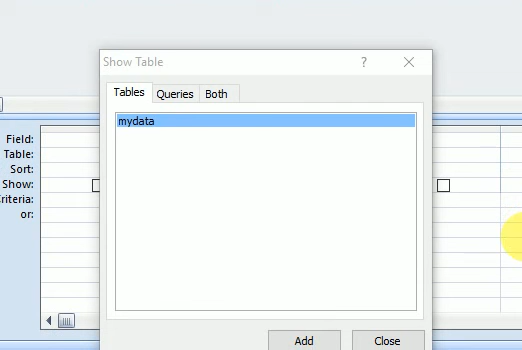 Show Table ?
Tables Queries Both
mydata
Field:
Table:
Sort:
Show:
riteria:
or:
Add Close